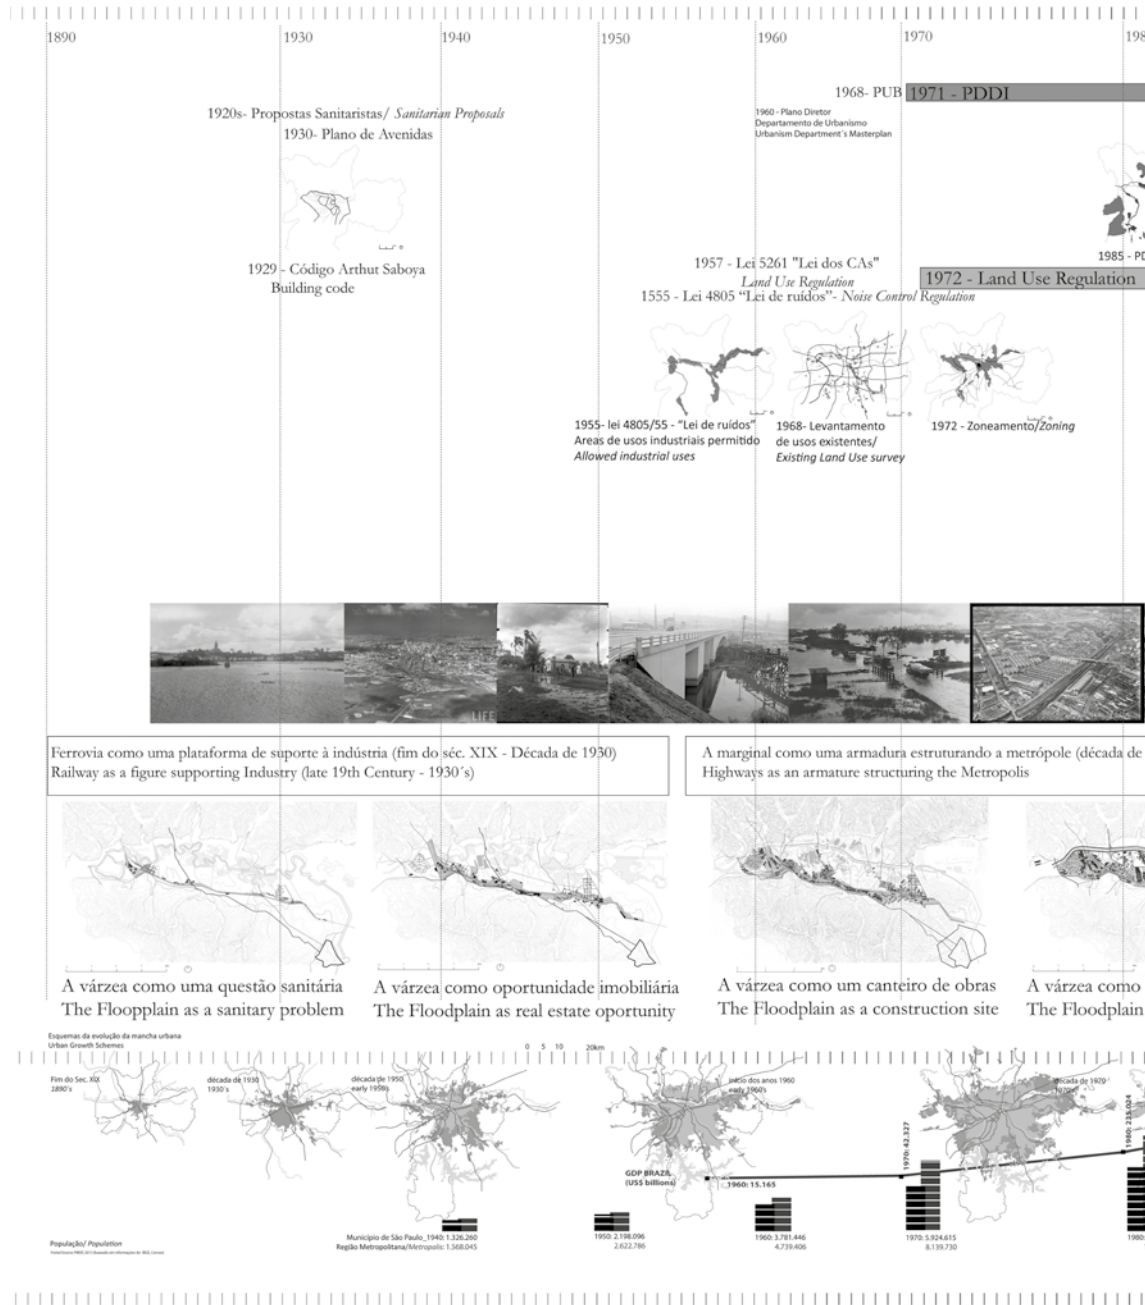 1890
1930
1940
1950
1960
1970
198
1968- PUB
1971 - PDDI
1920s- Propostas Sanitaristas/ Sanitarian Proposals
1930- Plano de Avenidas
1960 - Plano Diretor
Departamento de Urbanismo
Urbanism Department´s Masterplan
1929 - Código Arthut Saboya
Building code
1985 - PD
1957 - Lei 5261 "Lei dos CAs"
Land Use Regulation
1555 - Lei 4805 “Lei de ruídos”- Noise Control Regulation
1972 - Land Use Regulation
1955- lei 4805/55 - “Lei de ruídos”
Areas de usos industriais permitido
Allowed industrial uses
1968- Levantamento
de usos existentes/
Existing Land Use survey
1972 - Zoneamento/Zoning
LIFE
Ferrovia como uma plataforma de suporte à indústria (fim do séc. XIX - Década de 1930)
Railway as a figure supporting Industry (late 19th Century - 1930´s)
A marginal como uma armadura estruturando a metrópole (década de
Highways as an armature structuring the Metropolis
A várzea como uma questão sanitária
The Floopplain as a sanitary problem
A várzea como oportunidade imobiliária
The Floodplain as real estate oportunity
A várzea como um canteiro de obras
The Floodplain as a construction site
A várzea como
The Floodplain
Esquemas da evolução da mancha urbana
Urban Growth Schemes
0 5 10 20km
Fim do Sec. XIX
1890´s
década de 1930
1930´s
década de 1950
early 1950's
início dos anos 1960
early 1960's
década de 1970
1970's
GDP BRAZIL
(US$ billions)
1960: 15.165
1970: 42.327
1980: 235.024
População/ Population
Município de São Paulo_1940: 1.326.260
Região Metropolitana/Metropolis: 1.568.045
1950: 2.198.096
2.622.786
1960: 3.781.446
4.739.406
1970: 5.924.615
8.139.730
1980: